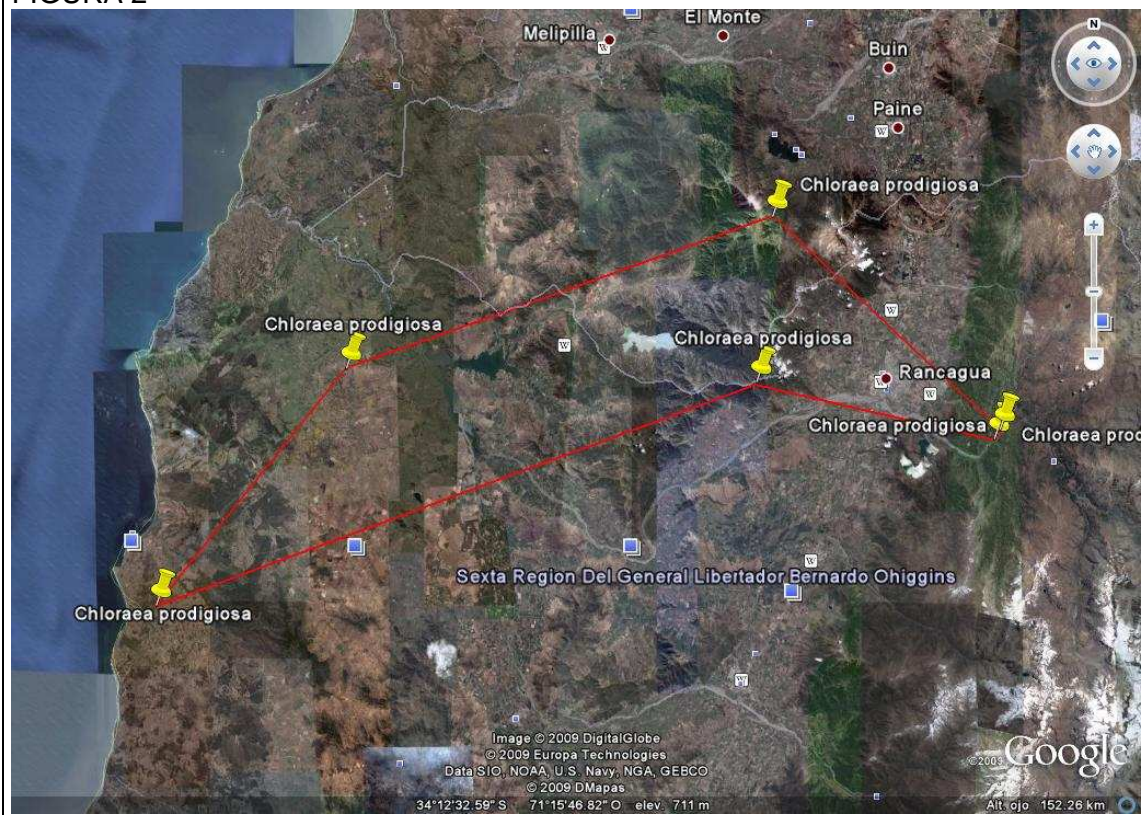 FIGURA 2
El Monte
Melipilla
Buin
Paine
Chloraea prodigiosa
Chloraea prodigiosa
Chloraea prodigiosa
Rancagua
Chloraea prodigiosa
Chloraea prod
Sexta Region Del General Libertador Bernardo Ohiggins
Chloraea prodigiosa
Image © 2009 DigitalGlobe
© 2009 Europa Technologies
Data SIO, NOAA, U.S. Navy, NGA, GEBCO
© 2009 DMapas
©2009 Google
34°12'32.59" S 71°15'46.82" O elev. 711 m
Alt. ojo 152.26 km
N
W
W
W
W
W
W
W
W